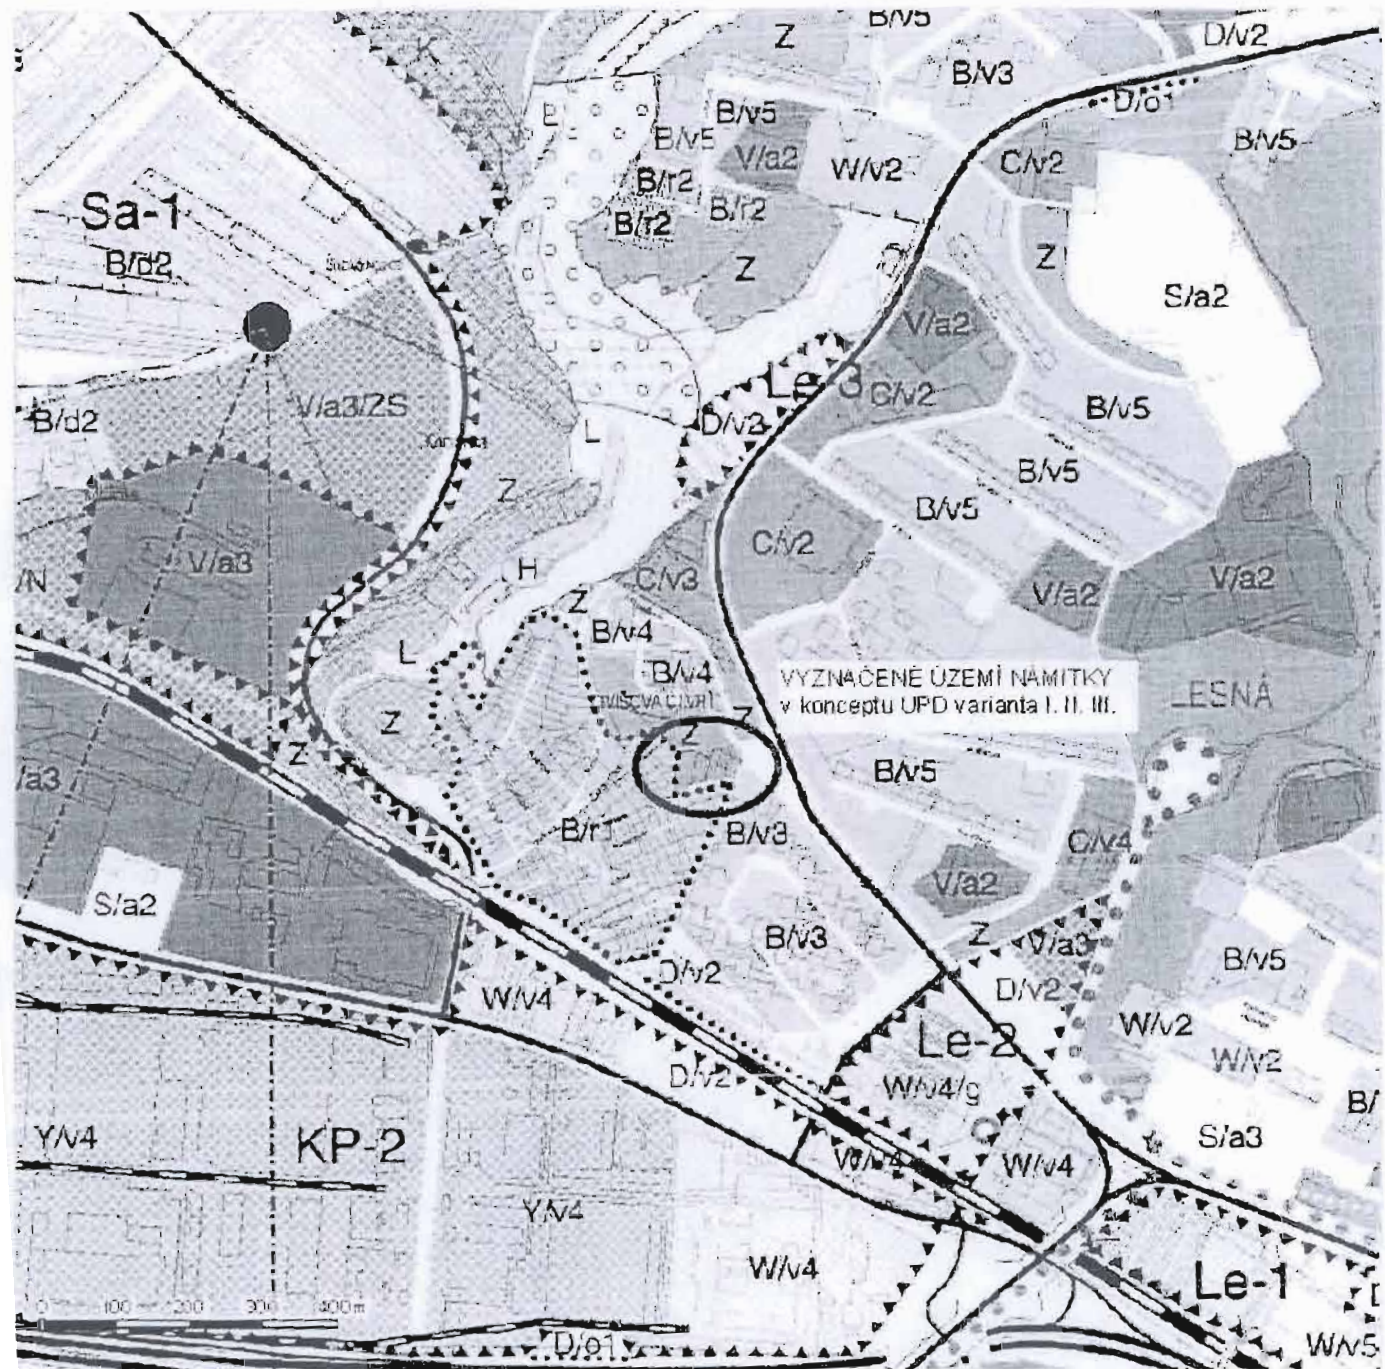 B/v5
Z
K
D/v2
B/v3
D/o1
B/v5
B/v5
B/v5
V/a2
W/v2
C/v2
B/r2
B/r2
B/r2
Sa-1
B/d2
Z
Z
S/a2
V/a2
Le-3
C/v2
V/a3/ZS
B/v5
B/d2
D/v3
L
B/v5
Z
B/v5
C/v2
V/a3
H
C/v3
V/a2
V/a2
/N
Z
B/v4
L
B/v4
VYZNAČENÉ ÚZEMÍ NÁMITKY
v konceptu ÚPD varianta I. II. III.
LESNÁ
Z
Z
Z
Z
/a3
B/v5
B/r1
B/v3
C/v4
V/a2
S/a2
B/v3
Z
V/a3
B/v5
D/v2
D/v2
W/v4
W/v2
Le-2
W/v2
D/v2
W/v4/g
B/
Y/v4
KP-2
S/a3
W/v4
W/v4
Y/v4
W/v4
Le-1
0 100 200 300 400m
D/o1
W/v5